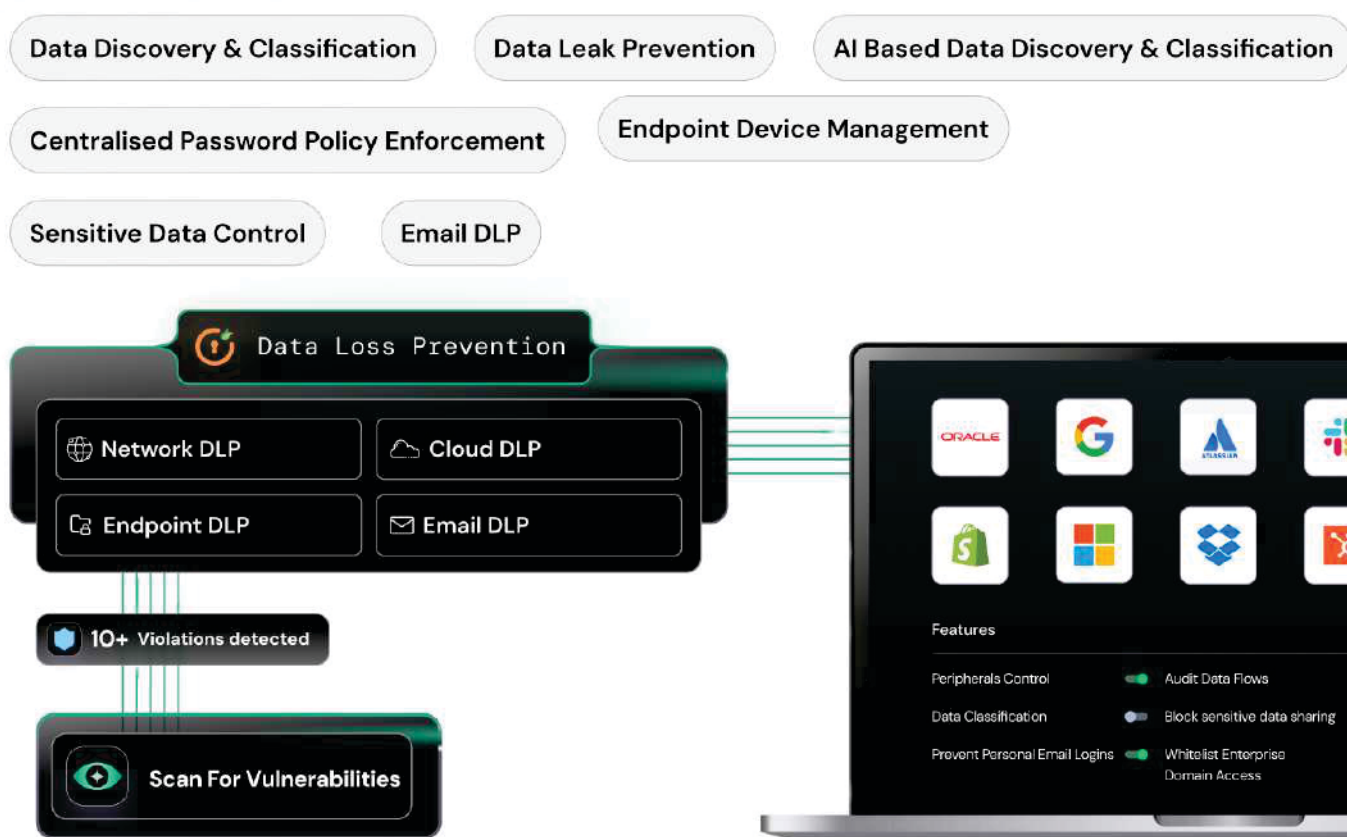 Data Discovery & Classification
Data Leak Prevention
AI Based Data Discovery & Classification
Centralised Password Policy Enforcement
Endpoint Device Management
Sensitive Data Control
Email DLP
Data Loss Prevention
Network DLP
Cloud DLP
Endpoint DLP
Email DLP
10+ Violations detected
Scan For Vulnerabilities
ORACLE
ATLASSIAN
Features
Peripherals Control
Audit Data Flows
Data Classification
Block sensitive data sharing
Prevent Personal Email Logins
Whitelist Enterprise
Domain Access